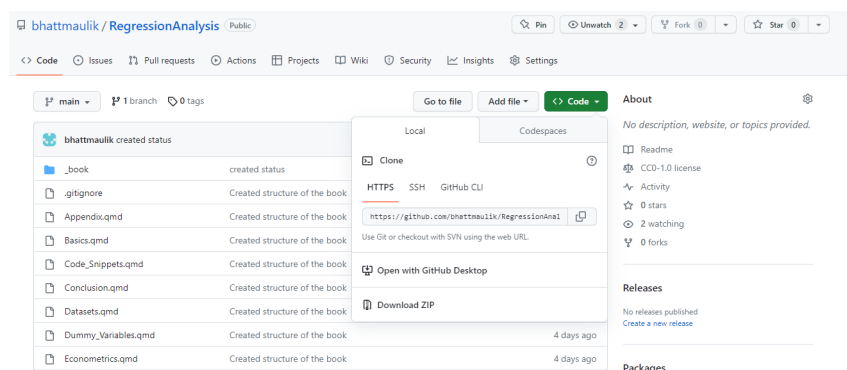 bhattmaulik / RegressionAnalysis Public Pin Unwatch 2 Fork 0 Star 0
<> Code Issues Pull requests Actions Projects Wiki Security Insights Settings
main 1 branch 0 tags Go to file Add file <> Code
bhattmaulik created status
_book created status
.gitignore Created structure of the book
Appendix.qmd Created structure of the book
Basics.qmd Created structure of the book
Code_Snippets.qmd Created structure of the book
Conclusion.qmd Created structure of the book
Datasets.qmd Created structure of the book
Dummy_Variables.qmd Created structure of the book 4 days ago
Econometrics.qmd Created structure of the book 4 days ago
Local Codespaces
Clone
HTTPS SSH GitHub CLI
https://github.com/bhattmaulik/RegressionAnal
Use Git or checkout with SVN using the web URL.
Open with GitHub Desktop
Download ZIP
About
No description, website, or topics provided.
Readme
CC0-1.0 license
Activity
0 stars
2 watching
0 forks
Releases
No releases published
Create a new release
Packages